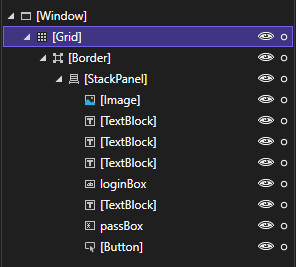 [Window]
[Grid]
[Border]
[StackPanel]
[Image]
[TextBlock]
[TextBlock]
[TextBlock]
loginBox
[TextBlock]
passBox
[Button]